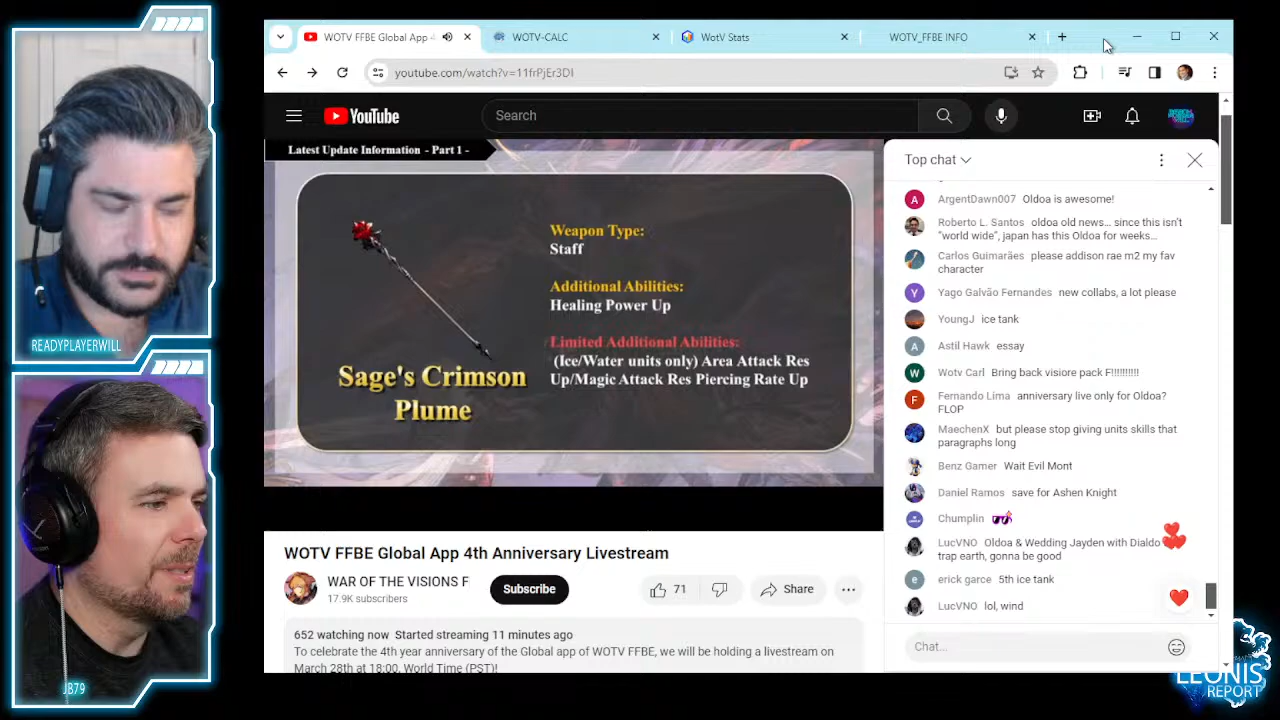 WOTV FFBE Global App 4
WOTV-CALC
WotV Stats
WOTV_FFBE INFO
youtube.com/watch?v=11frPjEr3DI
YouTube
Search
Latest Update Information - Part 1 -
Weapon Type:
Staff
Additional Abilities:
Healing Power Up
Limited Additional Abilities:
(Ice/Water units only) Area Attack Res
Up/Magic Attack Res Piercing Rate Up
Sage's Crimson
Plume
Top chat
ArgentDawn007 Oldoa is awesome!
Roberto L. Santos oldoa old news... since this isn't
"world wide", japan has this Oldoa for weeks...
Carlos Guimarães please addison rae m2 my fav
character
Yago Galvão Fernandes new collabs, a lot please
YoungJ ice tank
Astil Hawk essay
Wotv Carl Bring back visiore pack F!!!!!!!!!
Fernando Lima anniversary live only for Oldoa?
FLOP
MaechenX but please stop giving units skills that
paragraphs long
Benz Gamer Wait Evil Mont
Daniel Ramos save for Ashen Knight
Chumplin
LucVNO Oldoa & Wedding Jayden with Dialdo
trap earth, gonna be good
erick garce 5th ice tank
LucVNO lol, wind
Chat...
WOTV FFBE Global App 4th Anniversary Livestream
WAR OF THE VISIONS F
17.9K subscribers
Subscribe
71
Share
652 watching now Started streaming 11 minutes ago
To celebrate the 4th year anniversary of the Global app of WOTV FFBE, we will be holding a livestream on
March 28th at 18:00, World Time (PST)!
READYPLAYERWILL
JB79
LEONIS
REPORT